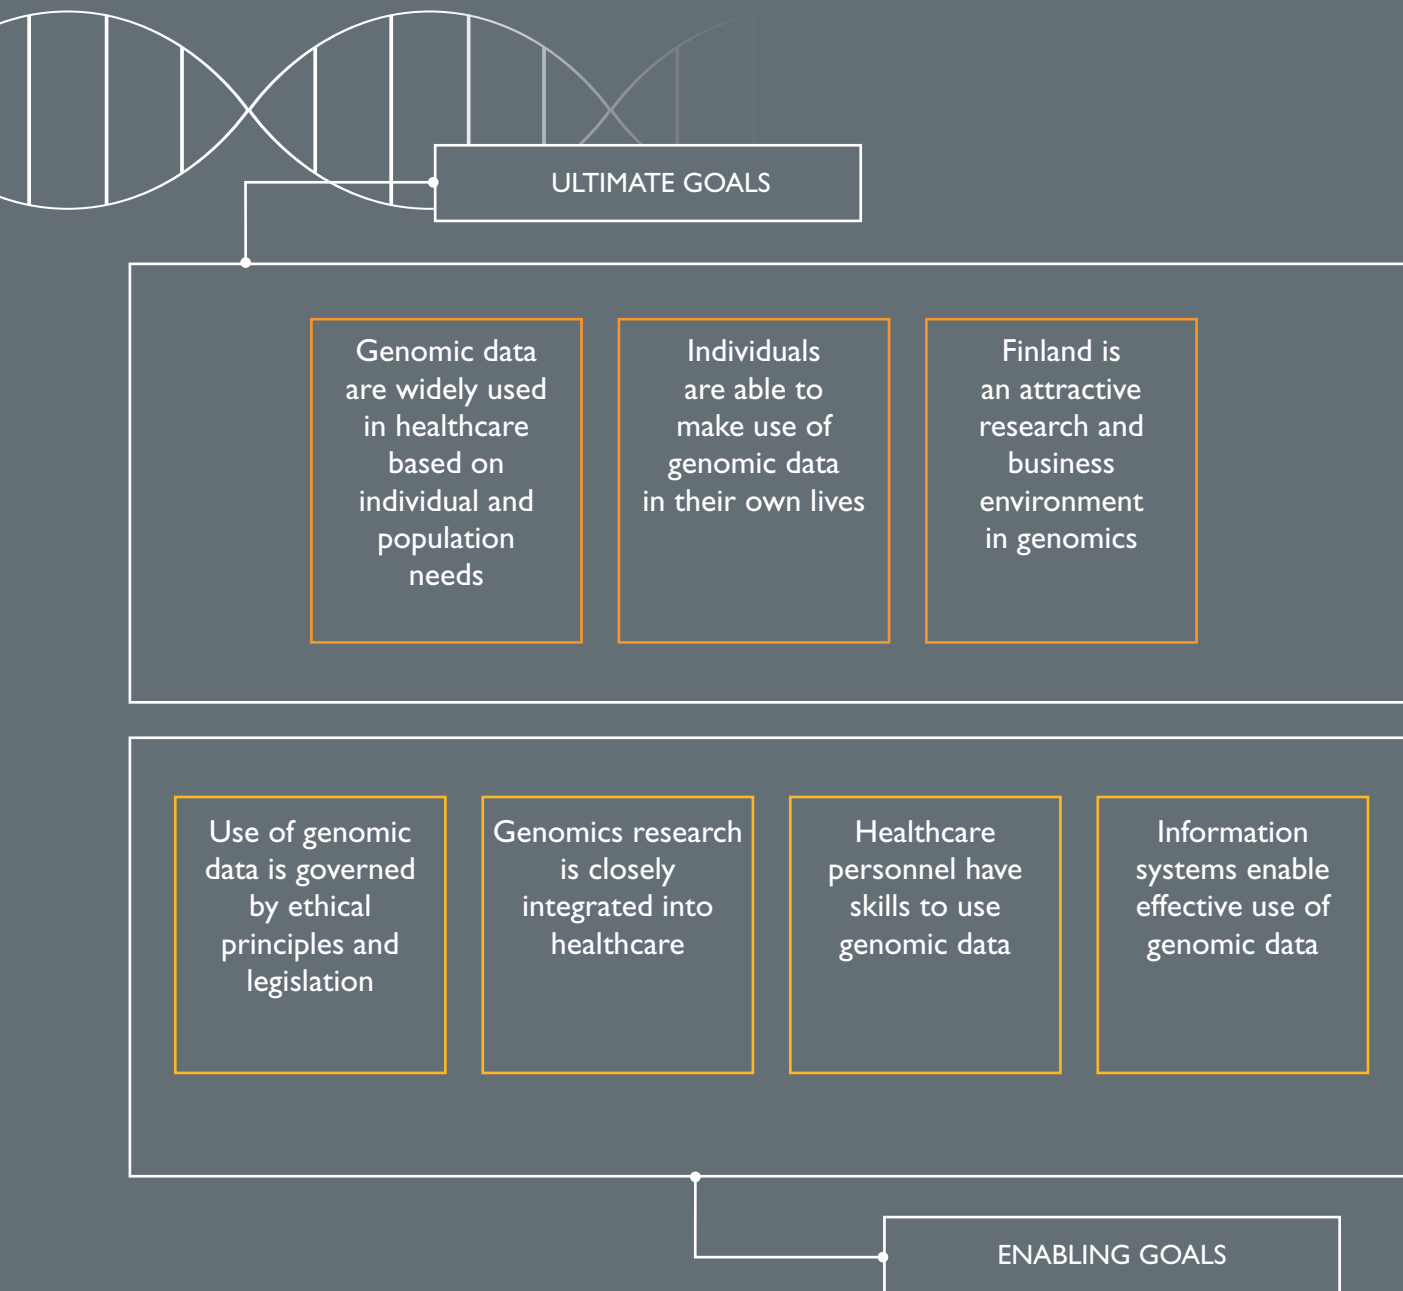 ULTIMATE GOALS
Genomic data
are widely used
in healthcare
based on
individual and
population
needs
Individuals
are able to
make use of
genomic data
in their own lives
Finland is
an attractive
research and
business
environment
in genomics
Use of genomic
data is governed
by ethical
principles and
legislation
Genomics research
is closely
integrated into
healthcare
Healthcare
personnel have
skills to use
genomic data
Information
systems enable
effective use of
genomic data
ENABLING GOALS